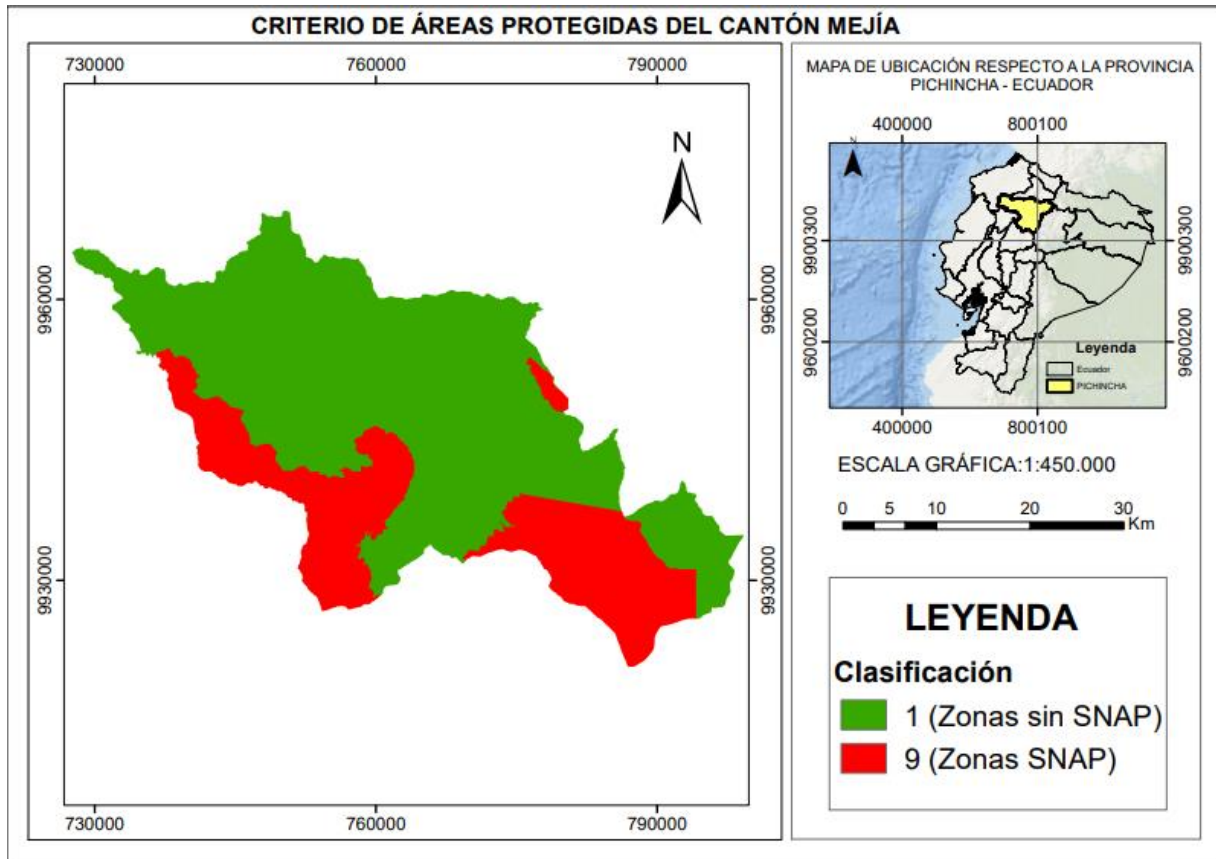 CRITERIO DE ÁREAS PROTEGIDAS DEL CANTÓN MEJÍA
730000 760000 790000
N
9960000 9960000
9930000 9930000
730000 760000 790000
MAPA DE UBICACIÓN RESPECTO A LA PROVINCIA
PICHINCHA - ECUADOR
400000 800100
9900300 9900300
9600200 9600200
Leyenda
Ecuador
PICHINCHA
400000 800100
ESCALA GRÁFICA:1:450.000
0 5 10 20 30
Km
LEYENDA
Clasificación
1 (Zonas sin SNAP)
9 (Zonas SNAP)